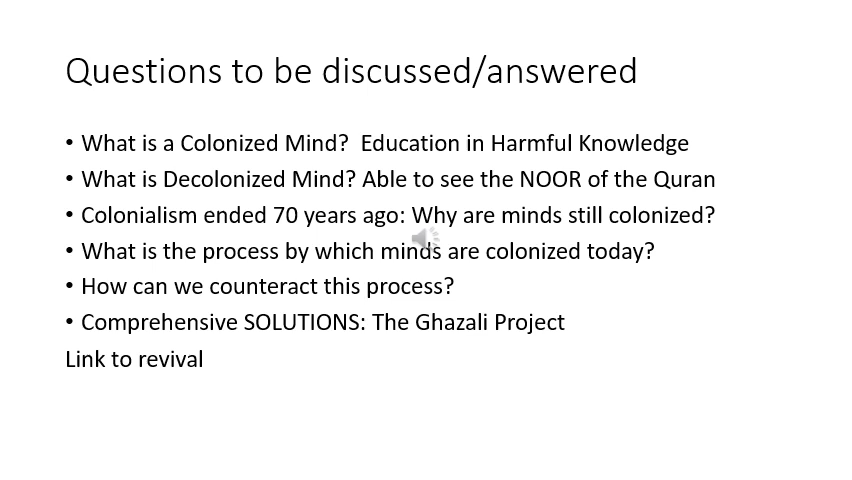 Questions to be discussed/answered
• What is a Colonized Mind?  Education in Harmful Knowledge
• What is Decolonized Mind? Able to see the NOOR of the Quran
• Colonialism ended 70 years ago: Why are minds still colonized?
• What is the process by which minds are colonized today?
• How can we counteract this process?
• Comprehensive SOLUTIONS: The Ghazali Project
Link to revival